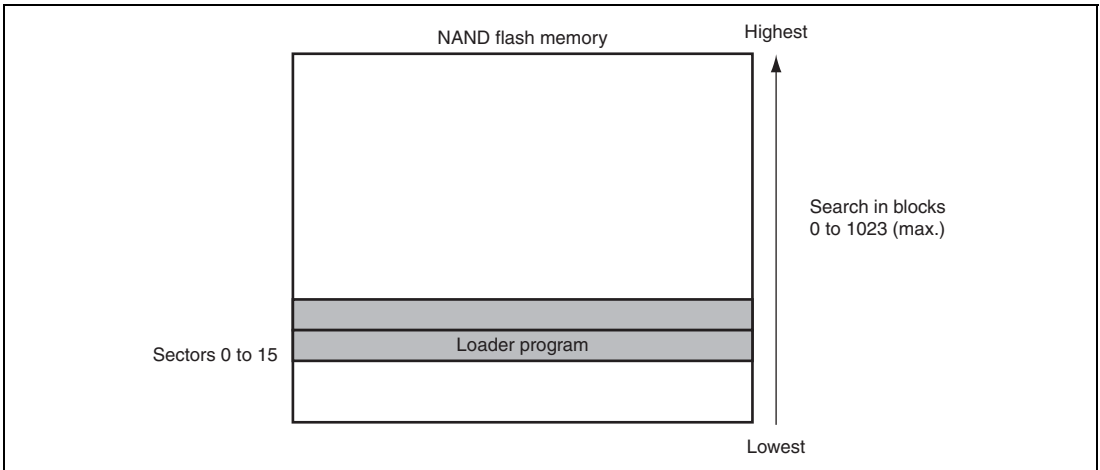 NAND flash memory
Highest
Search in blocks
0 to 1023 (max.)
Loader program
Sectors 0 to 15
Lowest